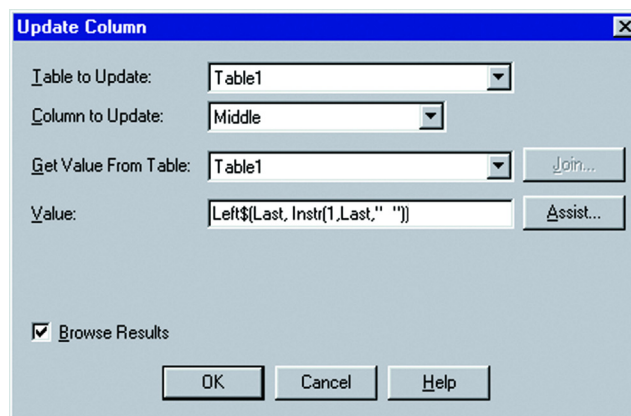 Update Column
Table to Update: Table1
Column to Update: Middle
Get Value From Table: Table1 Join...
Value: Left$(Last, Instr(1,Last," ")) Assist...
Browse Results
OK Cancel Help